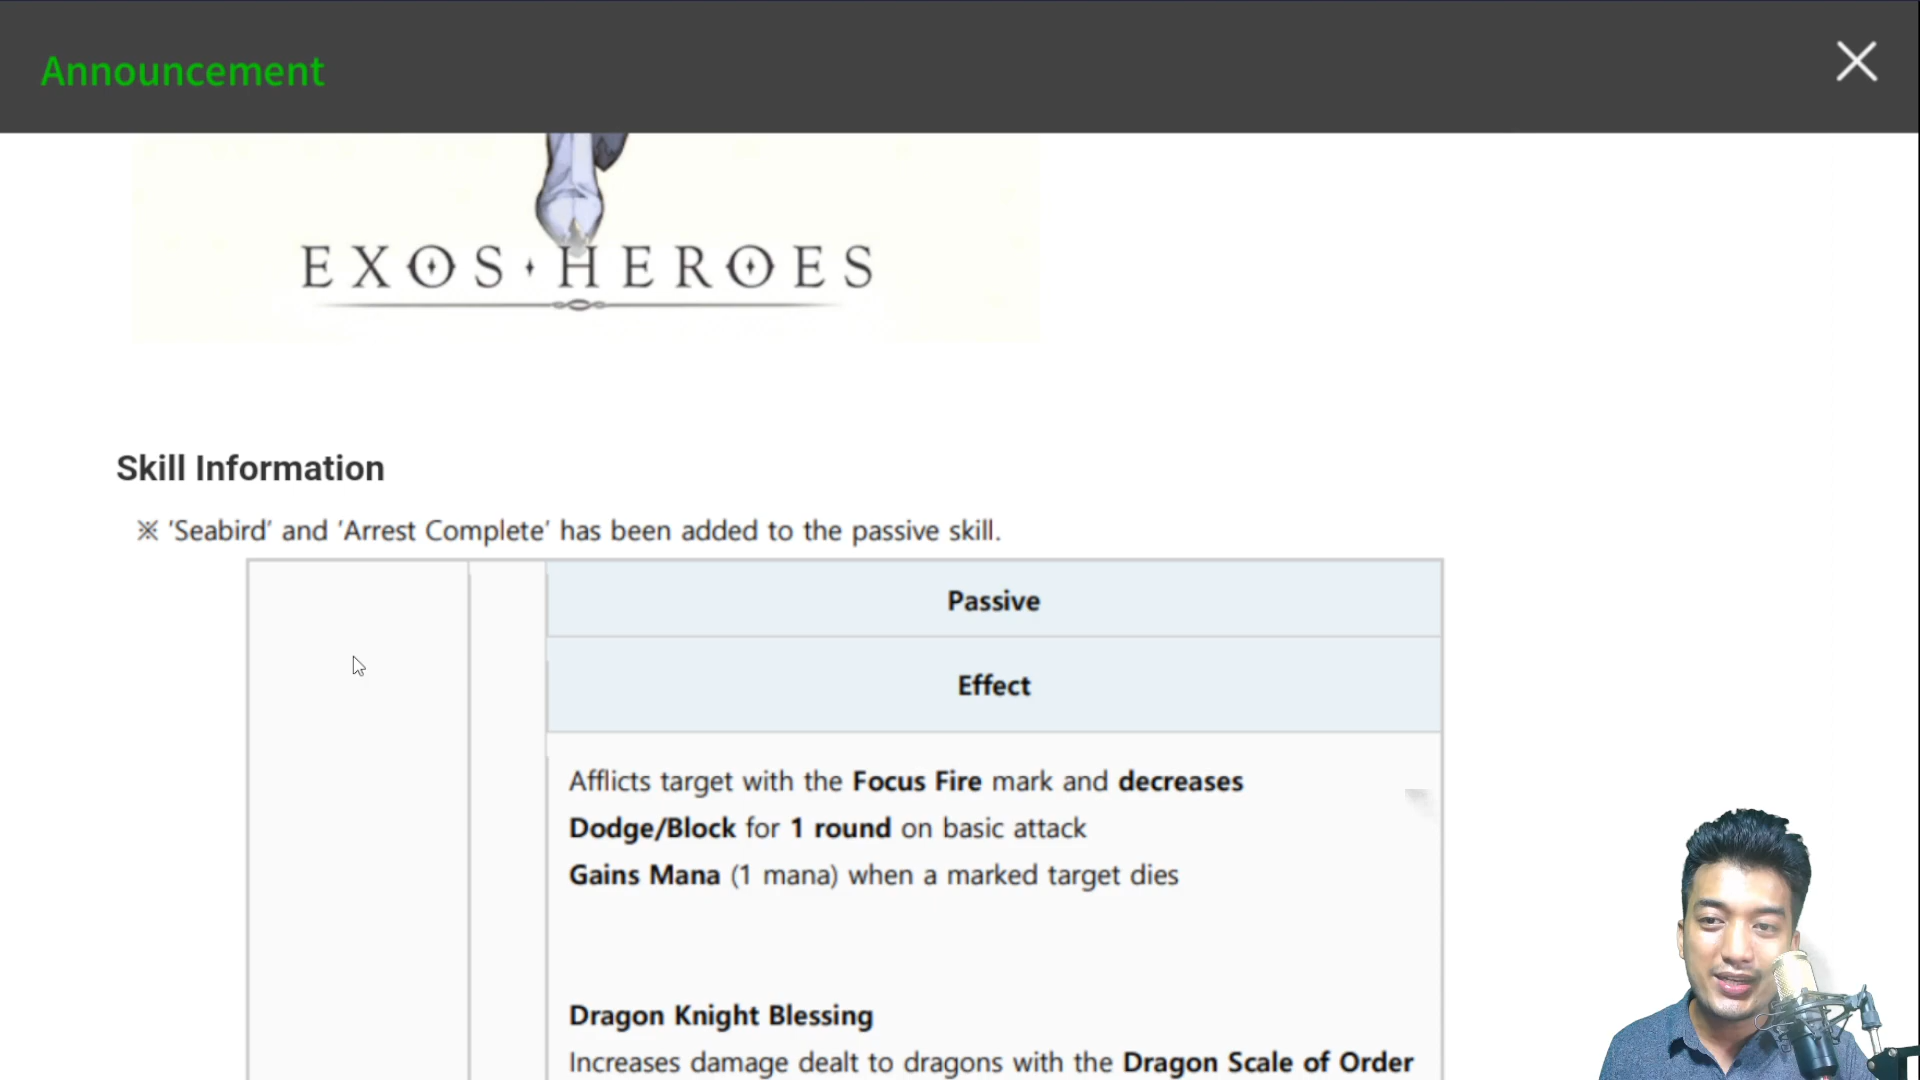 Announcement
EXOS HEROES
Skill Information
※ 'Seabird' and 'Arrest Complete' has been added to the passive skill.
Passive
Effect
Afflicts target with the Focus Fire mark and decreases
Dodge/Block for 1 round on basic attack
Gains Mana (1 mana) when a marked target dies
Dragon Knight Blessing
Increases damage dealt to dragons with the Dragon Scale of Order